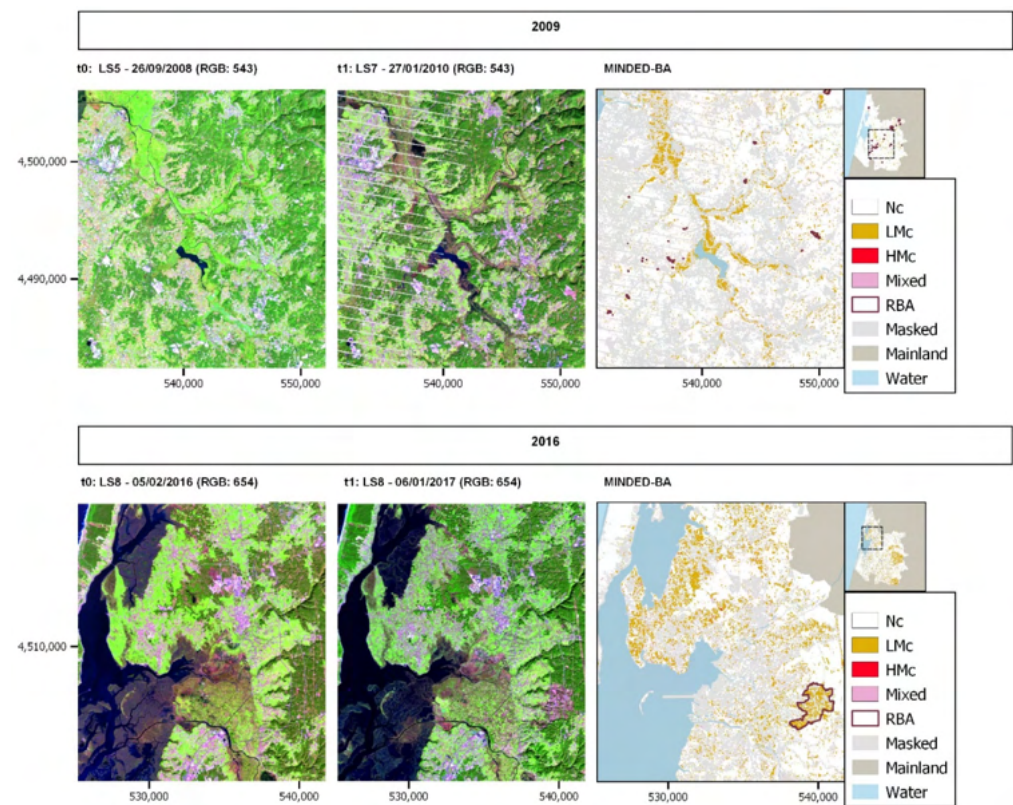 2009
t0: LS5 - 26/09/2008 (RGB: 543)
t1: LS7 - 27/01/2010 (RGB: 543)
MINDED-BA
4,500,000
4,490,000
540,000
550,000
540,000
550,000
540,000
550,000
Nc
LMc
HMc
Mixed
RBA
Masked
Mainland
Water
2016
t0: LS8 - 05/02/2016 (RGB: 654)
t1: LS8 - 06/01/2017 (RGB: 654)
MINDED-BA
4,510,000
530,000
540,000
530,000
540,000
530,000
540,000
Nc
LMc
HMc
Mixed
RBA
Masked
Mainland
Water